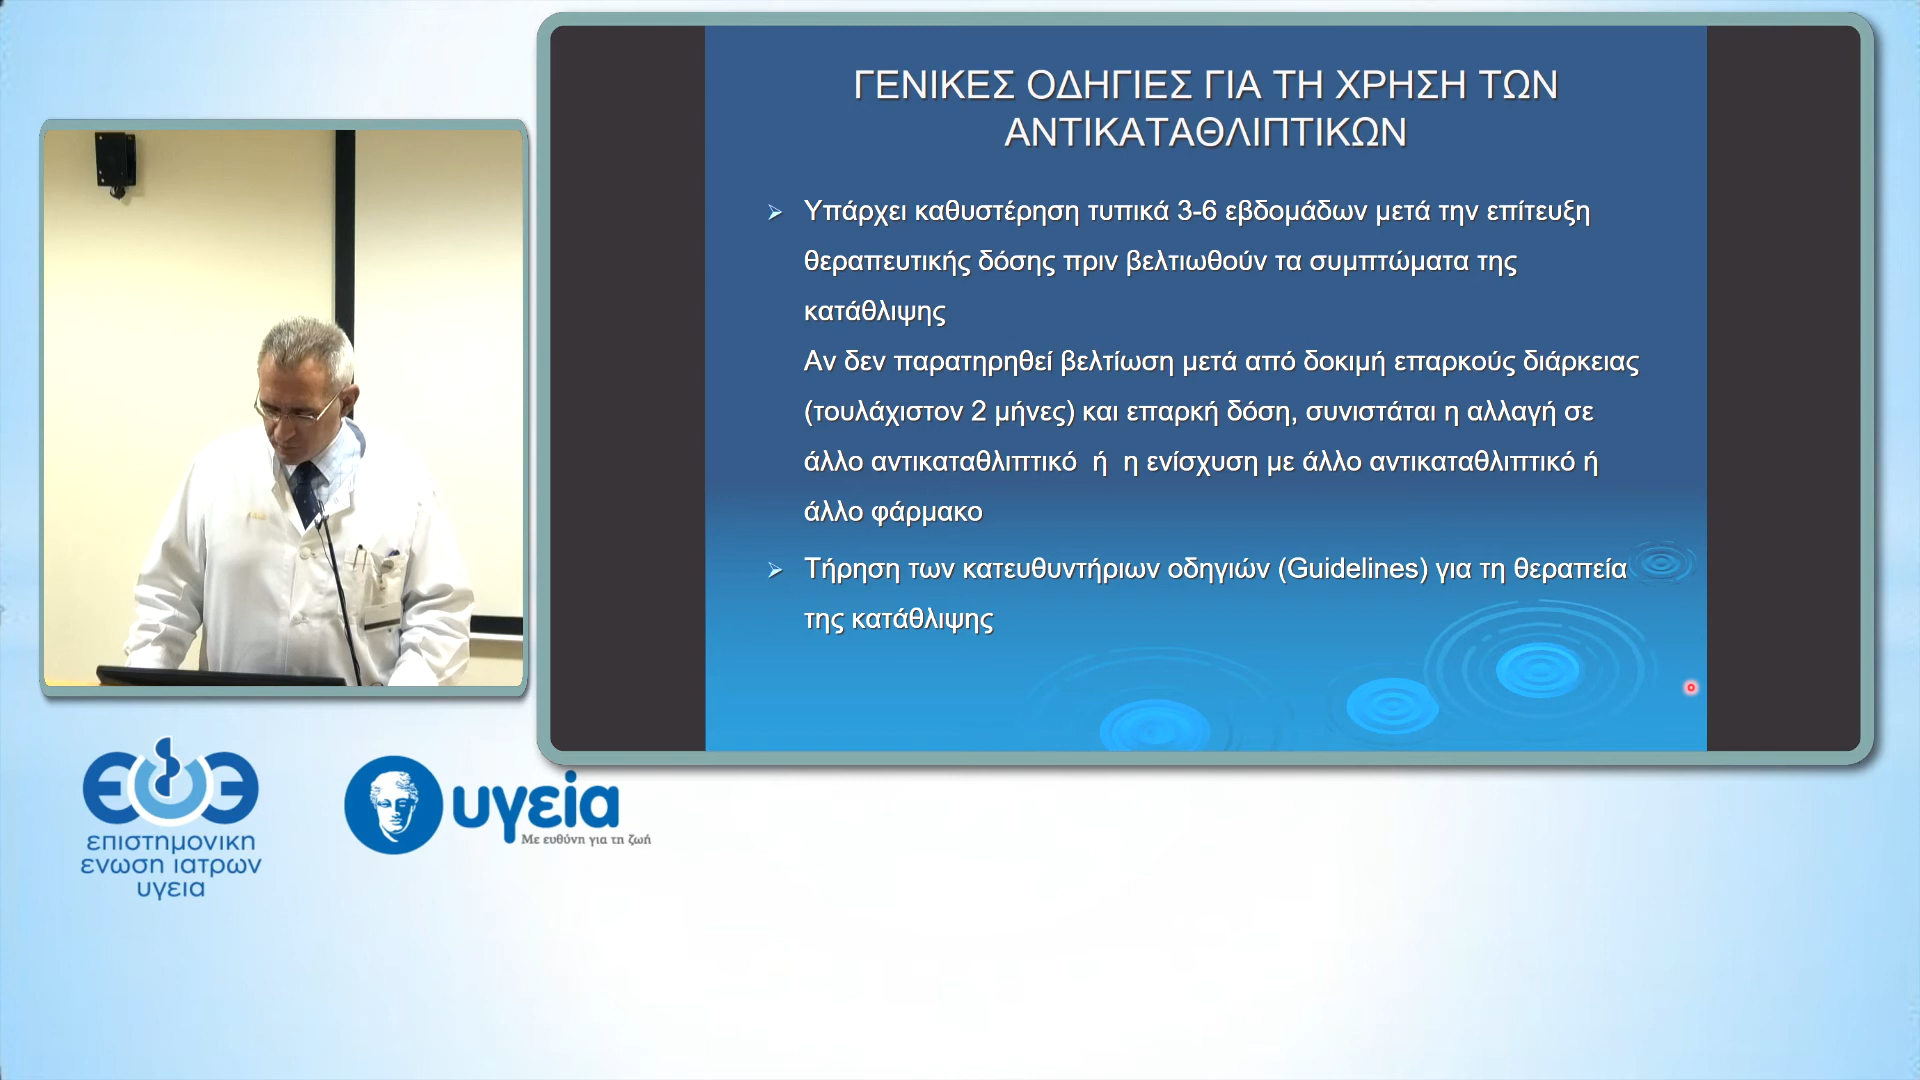 ΓΕΝΙΚΕΣ ΟΔΗΓΙΕΣ ΓΙΑ ΤΗ ΧΡΗΣΗ ΤΩΝ
ΑΝΤΙΚΑΤΑΘΛΙΠΤΙΚΩΝ
Υπάρχει καθυστέρηση τυπικά 3-6 εβδομάδων μετά την επίτευξη
θεραπευτικής δόσης πριν βελτιωθούν τα συμπτώματα της
κατάθλιψης
Αν δεν παρατηρηθεί βελτίωση μετά από δοκιμή επαρκούς διάρκειας
(τουλάχιστον 2 μήνες) και επαρκή δόση, συνιστάται η αλλαγή σε
άλλο αντικαταθλιπτικό ή η ενίσχυση με άλλο αντικαταθλιπτικό ή
άλλο φάρμακο
Τήρηση των κατευθυντήριων οδηγιών (Guidelines) για τη θεραπεία
της κατάθλιψης
επιστημονικη
ενωση ιατρων
υγεια
υγεία
Με ευθύνη για τη ζωή